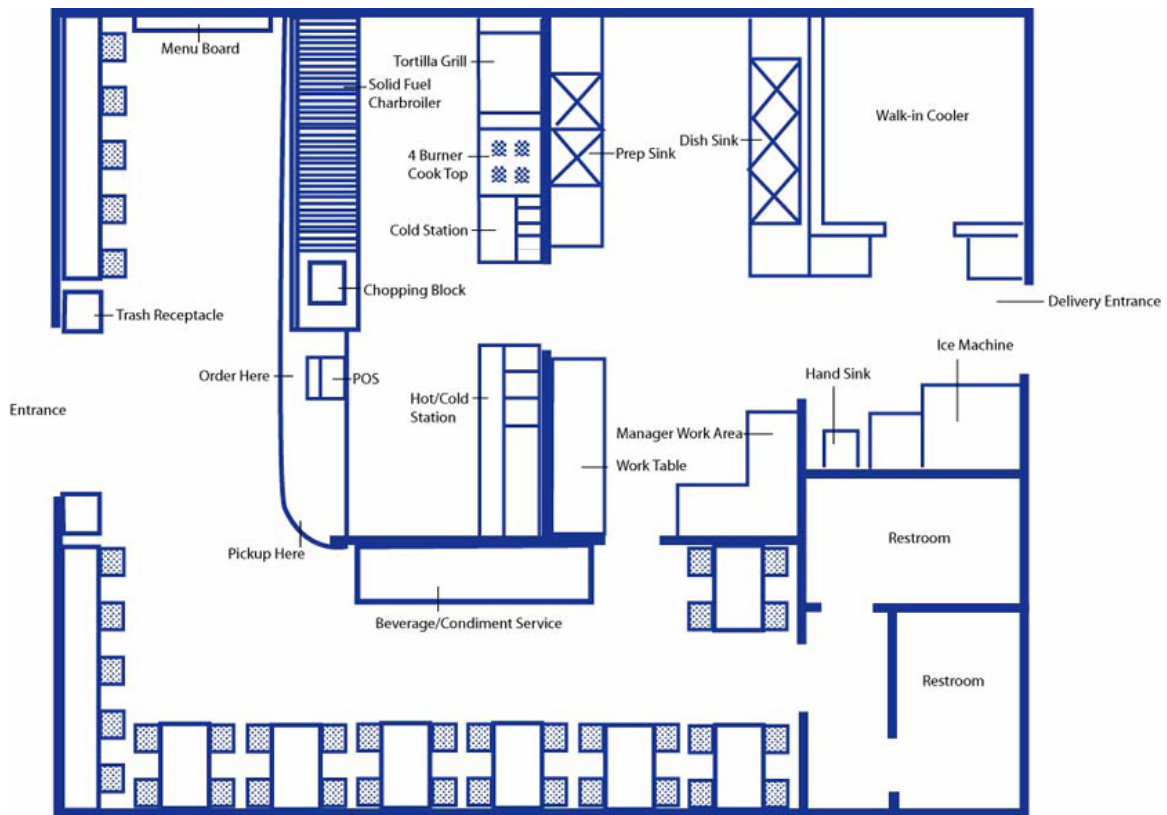 Menu Board
Tortilla Grill
Solid Fuel
Charbroiler
Walk-in Cooler
4 Burner
Cook Top
Prep Sink
Dish Sink
Cold Station
Chopping Block
Trash Receptacle
Delivery Entrance
Ice Machine
Order Here
POS
Hand Sink
Hot/Cold
Station
Entrance
Manager Work Area
Work Table
Pickup Here
Restroom
Beverage/Condiment Service
Restroom